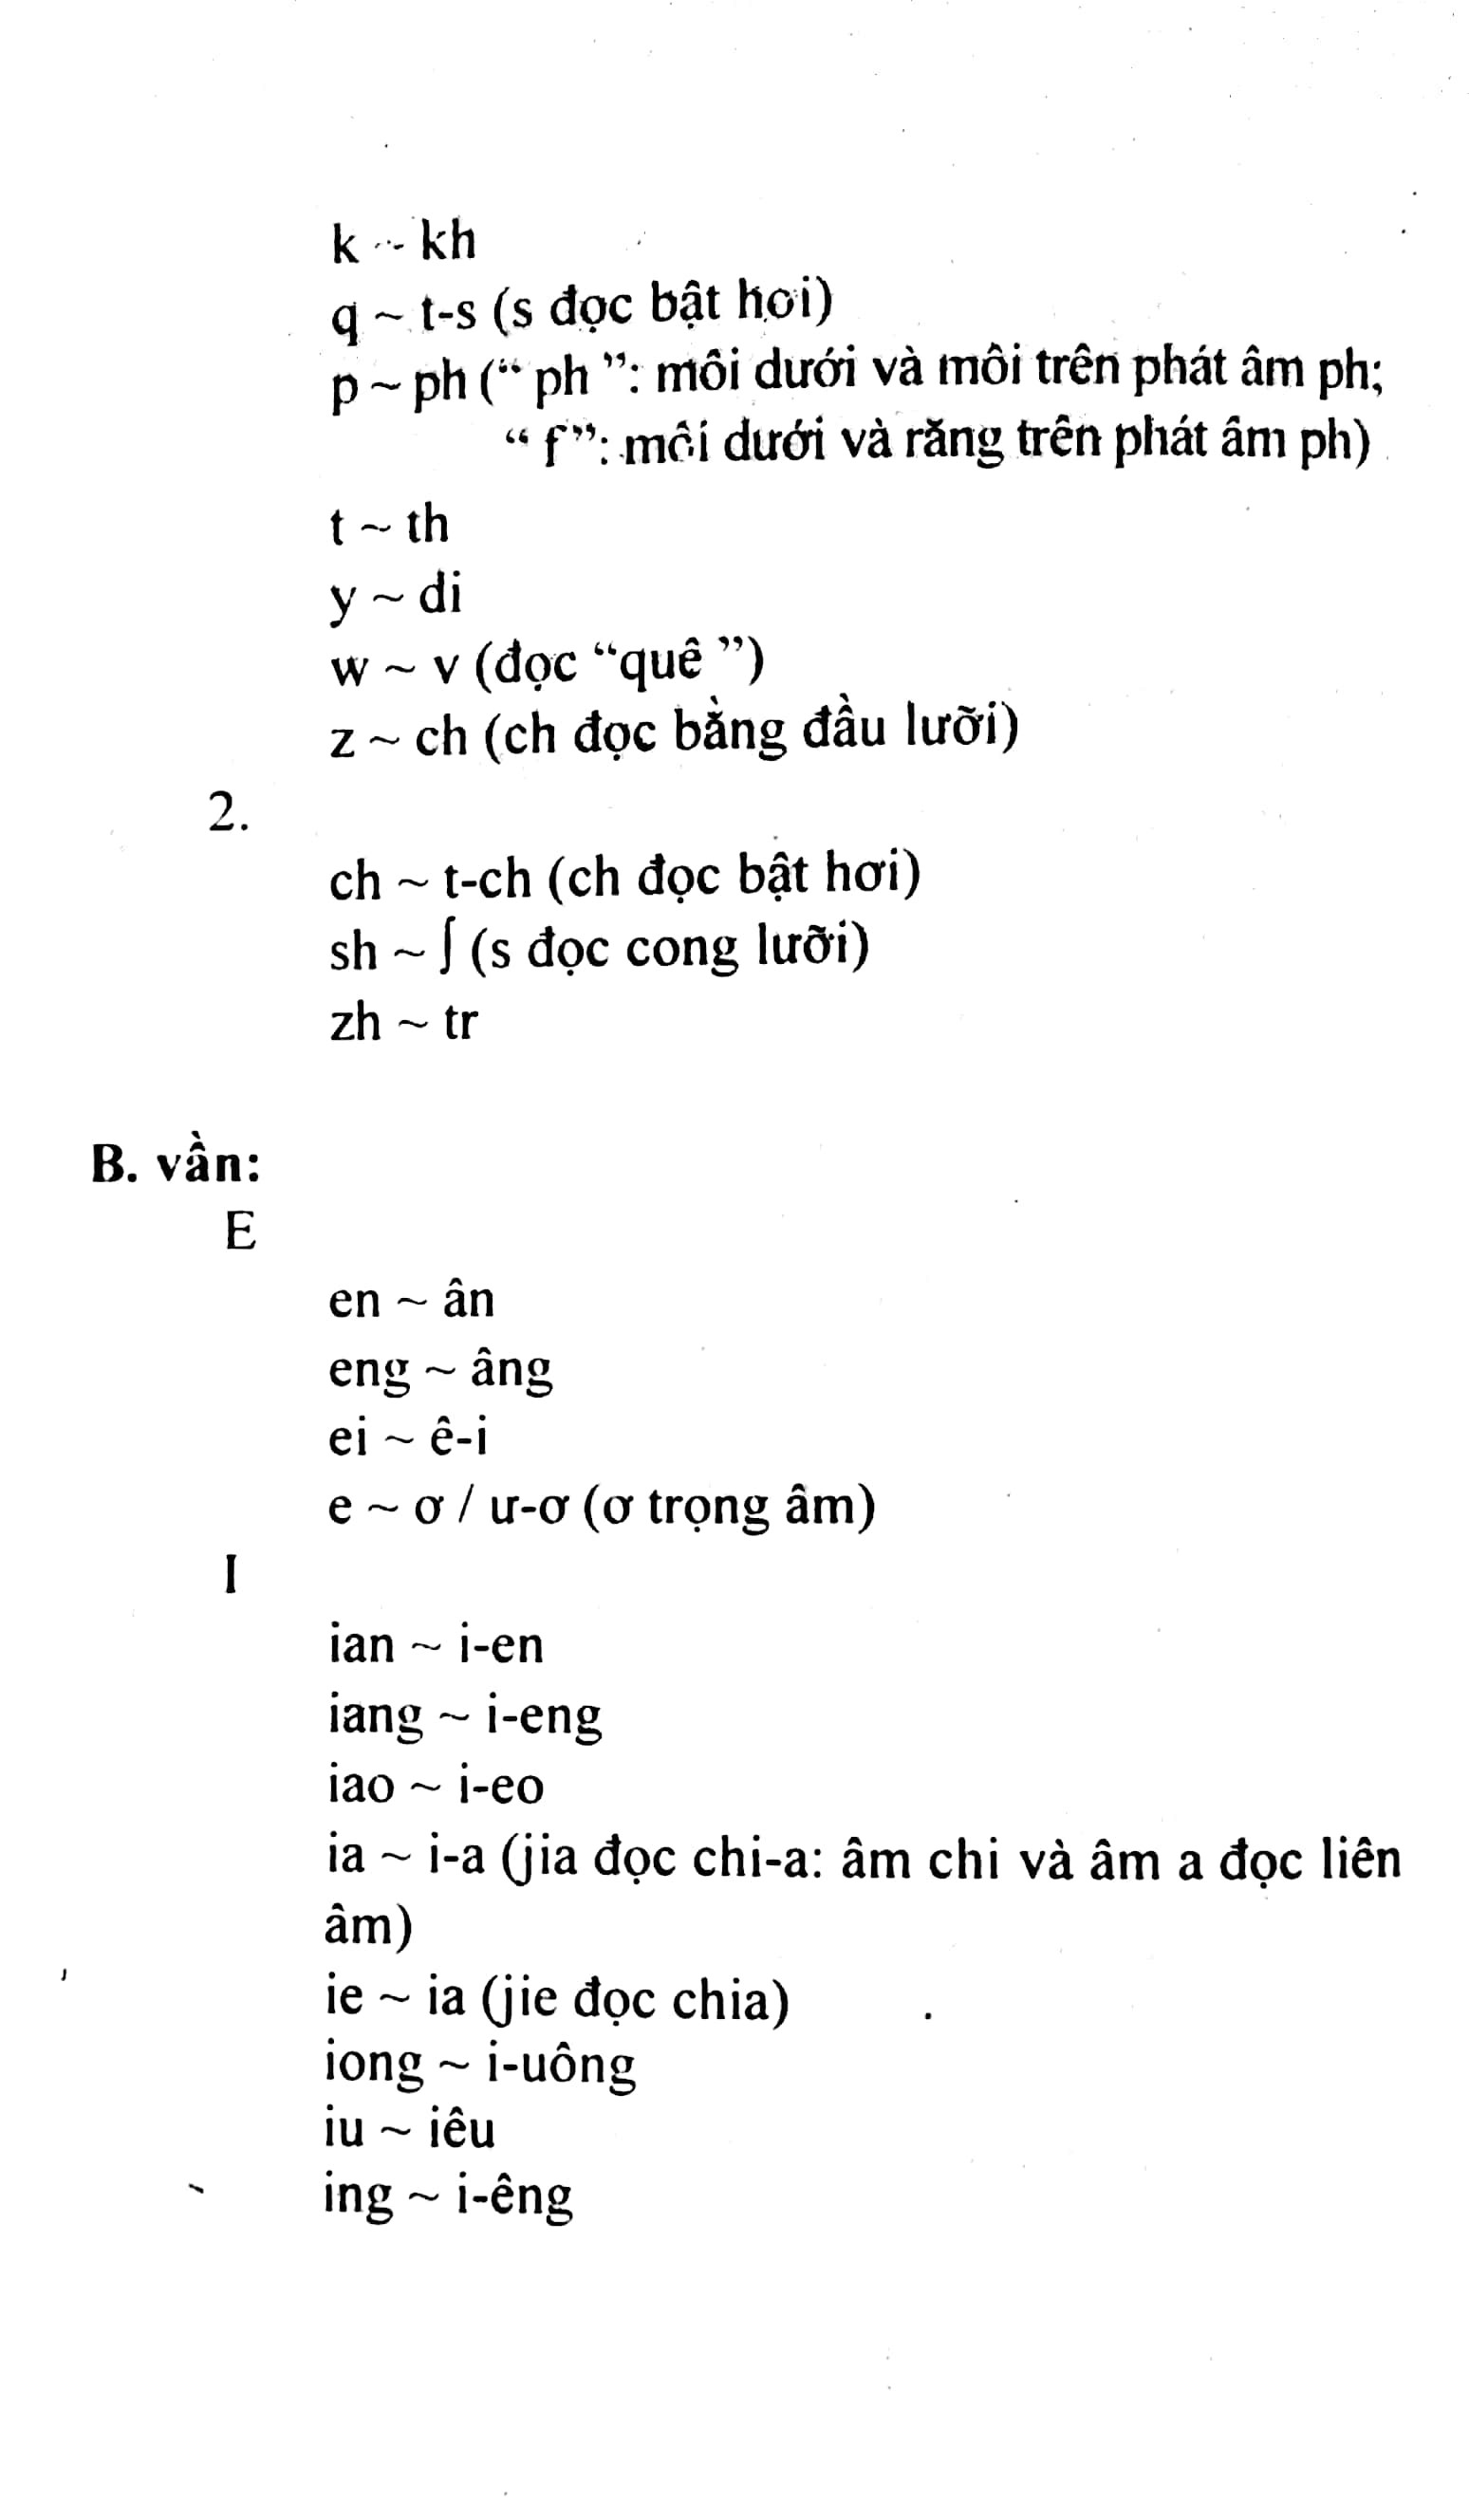 k ~ kh
q ~ t-s (s đọc bật hơi)
p ~ ph (“ ph ”: môi dưới và môi trên phát âm ph;
“ f”: môi dưới và răng trên phát âm ph)
t ~ th
y ~ di
w ~ v (đọc “quê ”)
z ~ ch (ch đọc bằng đầu lưỡi)
2.
ch ~ t-ch (ch đọc bật hơi)
sh ~ ∫ (s đọc cong lưỡi)
zh ~ tr
B. vần:
E
en ~ ân
eng ~ âng
ei ~ ê-i
e ~ ơ / ư-ơ (ơ trọng âm)
I
ian ~ i-en
iang ~ i-eng
iao ~ i-eo
ia ~ i-a (jia đọc chi-a: âm chi và âm a đọc liên
âm)
ie ~ ia (jie đọc chia)
iong ~ i-uông
iu ~ iêu
ing ~ i-êng